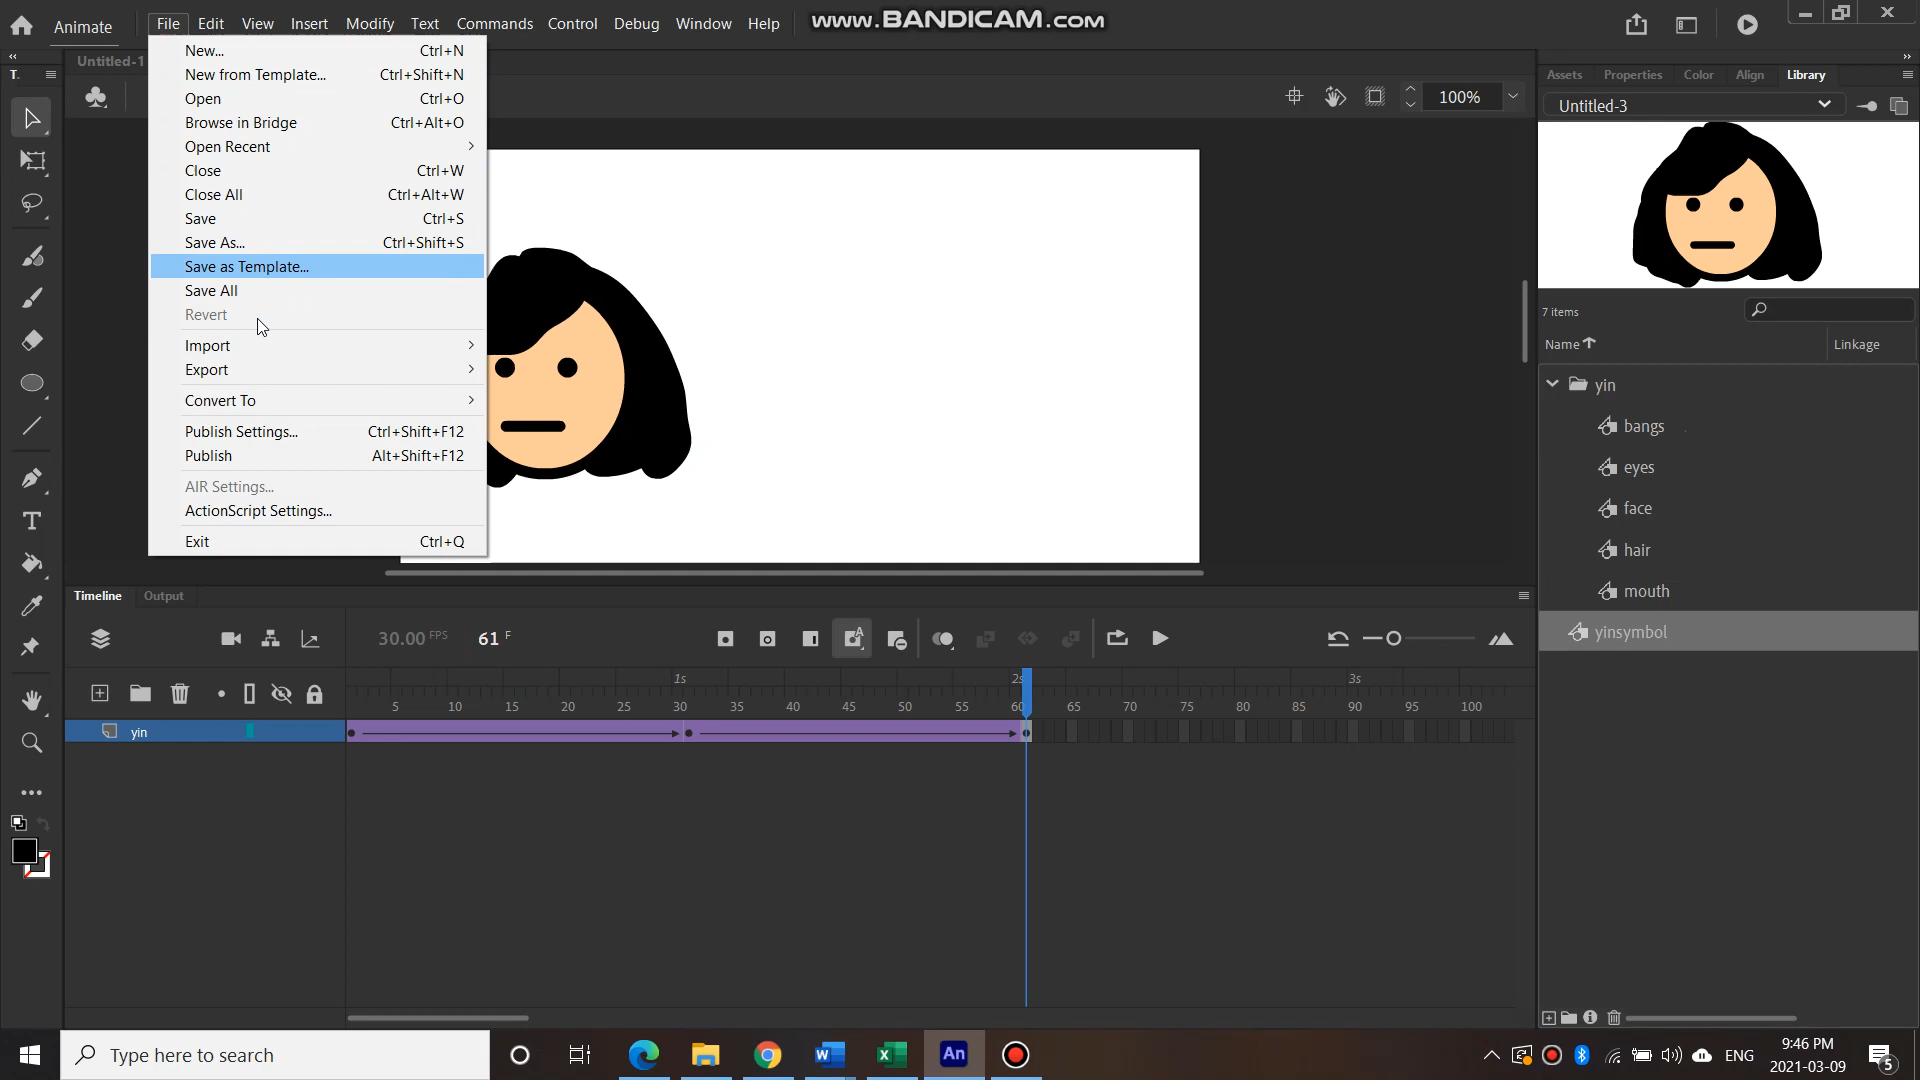 Animate File Edit View Insert Modify Text Commands Control Debug Window Help
www.BANDICAM.com
Untitled-1
New... Ctrl+N
New from Template... Ctrl+Shift+N
Open Ctrl+O
Browse in Bridge Ctrl+Alt+O
Open Recent
Close Ctrl+W
Close All Ctrl+Alt+W
Save Ctrl+S
Save As... Ctrl+Shift+S
Save as Template...
Save All
Revert
Import
Export
Convert To
Publish Settings... Ctrl+Shift+F12
Publish Alt+Shift+F12
AIR Settings...
ActionScript Settings...
Exit Ctrl+Q
T.
100%
Assets Properties Color Align Library
Untitled-3
7 items
Name Linkage
yin
bangs
eyes
face
hair
mouth
yinsymbol
Timeline Output
30.00 FPS 61 F
1s 2s 3s
5 10 15 20 25 30 35 40 45 50 55 60 65 70 75 80 85 90 95 100
yin
Type here to search
An
ENG
9:46 PM
2021-03-09
5